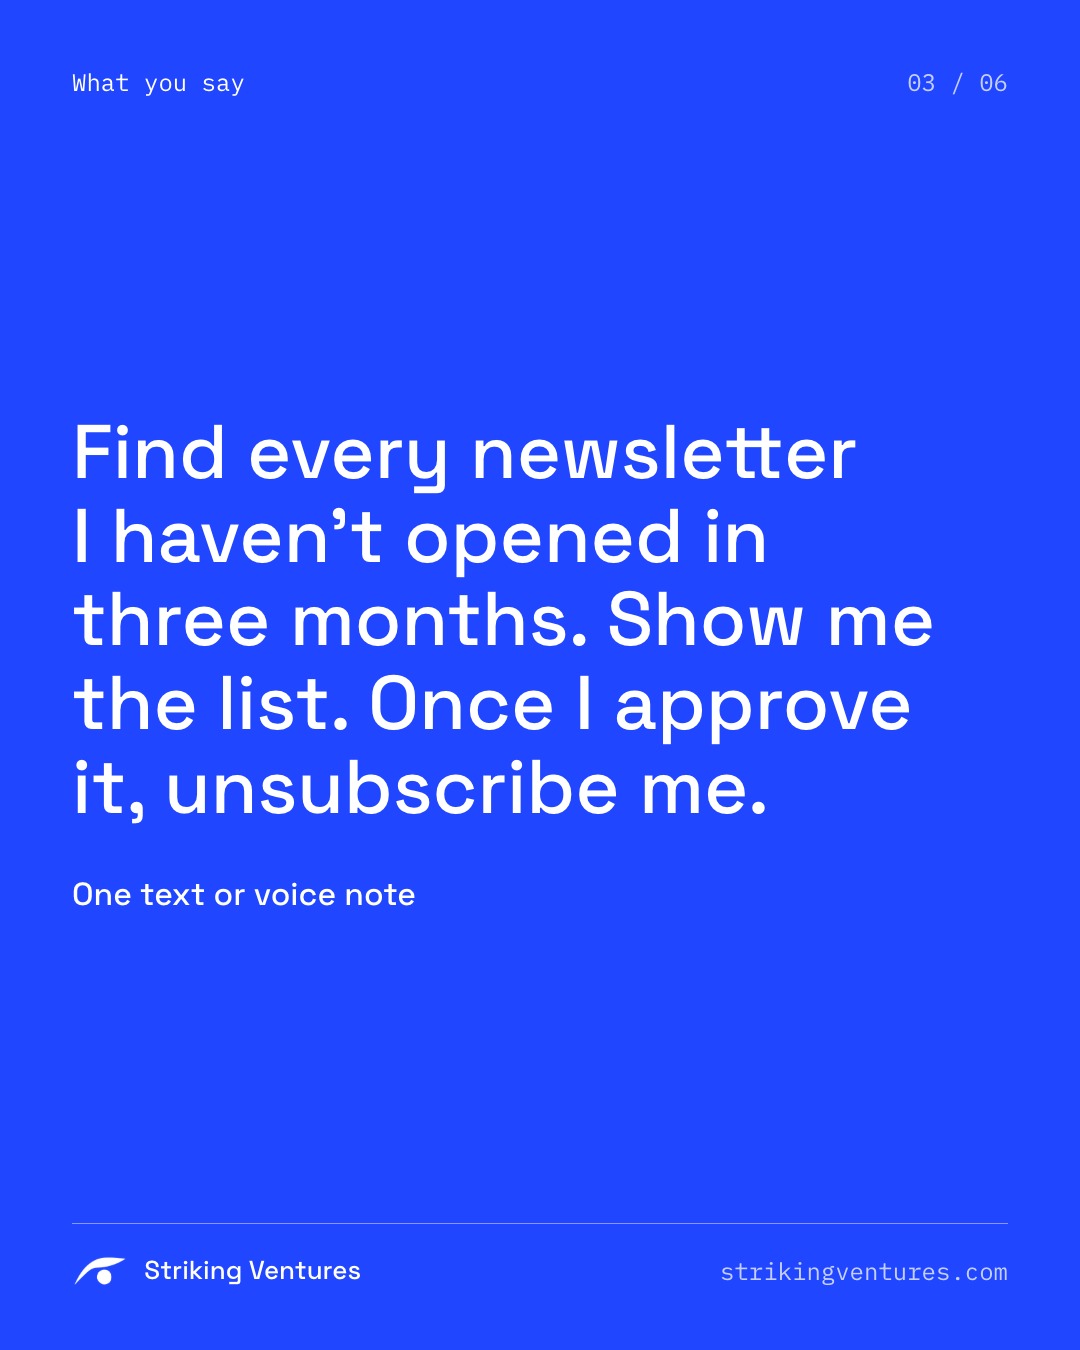 What you say
03 / 06
Find every newsletter
I haven’t opened in
three months. Show me
the list. Once I approve
it, unsubscribe me.
One text or voice note
Striking Ventures
strikingventures.com